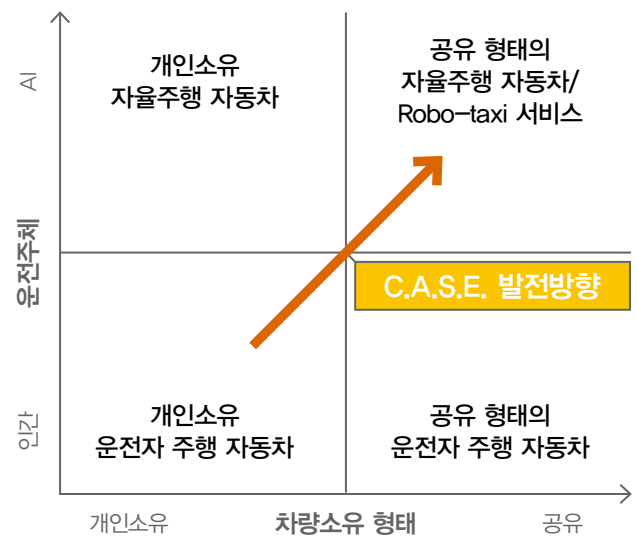 AI
개인소유
자율주행 자동차
공유 형태의
자율주행 자동차/
Robo-taxi 서비스
운전주체
C.A.S.E. 발전방향
인간
개인소유
운전자 주행 자동차
공유 형태의
운전자 주행 자동차
개인소유
차량소유 형태
공유